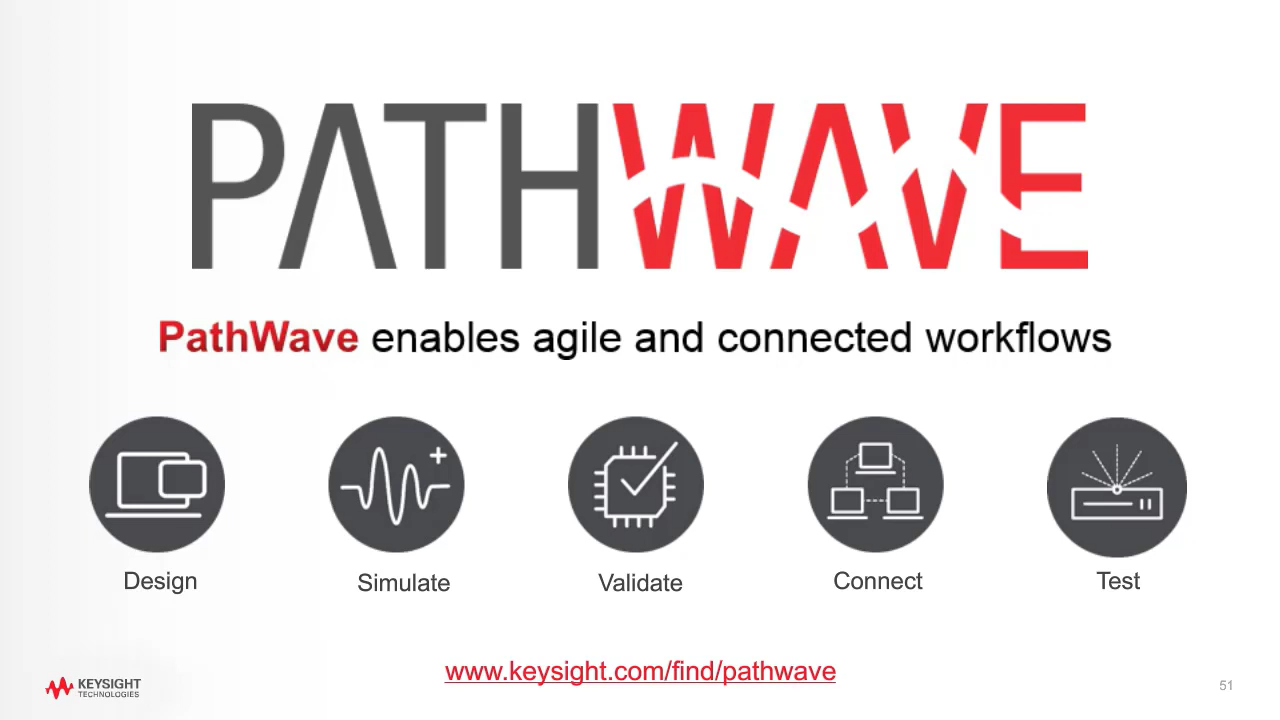 PATHWAVE
PathWave enables agile and connected workflows
Design
Simulate
Validate
Connect
Test
www.keysight.com/find/pathwave
KEYSIGHT
TECHNOLOGIES
51